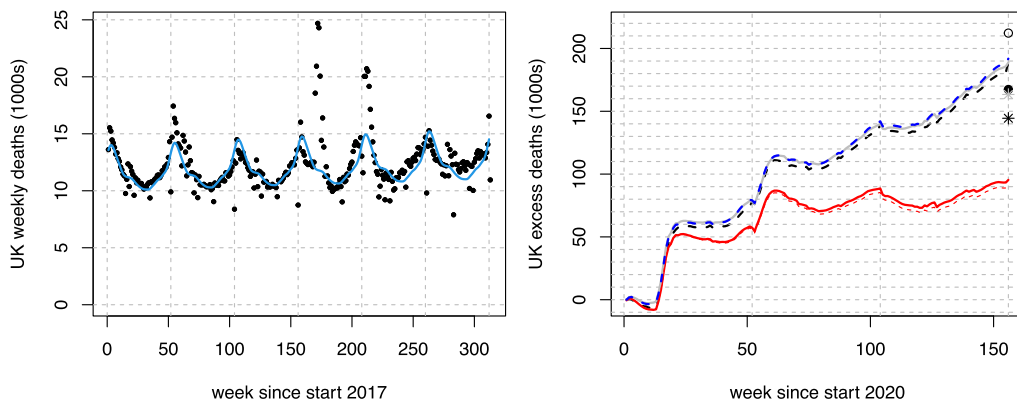 UK weekly deaths (1000s)
25
20
15
10
5
0
0 50 100 150 200 250 300
week since start 2017
UK excess deaths (1000s)
200
150
100
50
0
0 50 100 150
week since start 2020